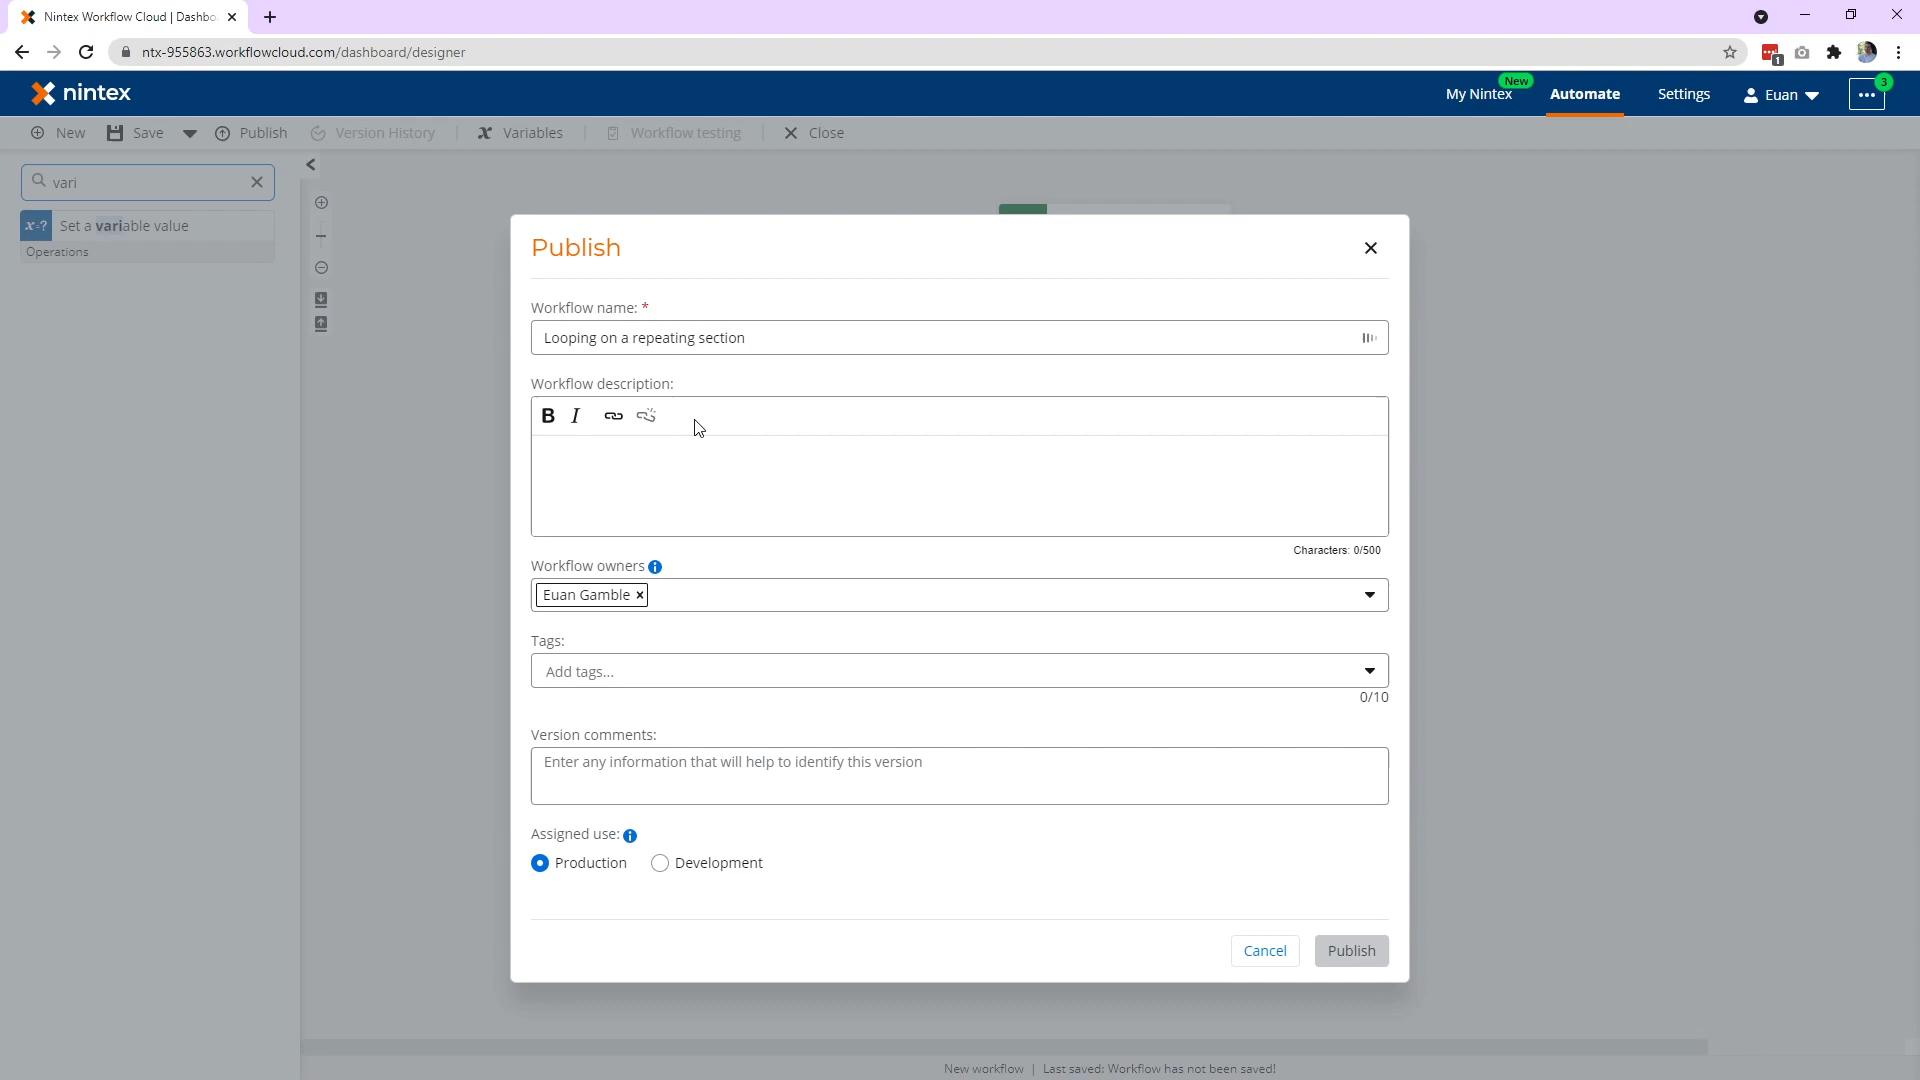 Nintex Workflow Cloud | Dashbo
ntx-955863.workflowcloud.com/dashboard/designer
1
nintex
My Nintex
New
Automate
Settings
Euan
3
New
Save
Publish
Version History
Variables
Workflow testing
Close
vari
Set a variable value
Operations
Publish
Workflow name: *
Looping on a repeating section
Workflow description:
B I
Characters: 0/500
Workflow owners
Euan Gamble ×
Tags:
Add tags...
0/10
Version comments:
Enter any information that will help to identify this version
Assigned use:
Production
Development
Cancel
Publish
New workflow | Last saved: Workflow has not been saved!